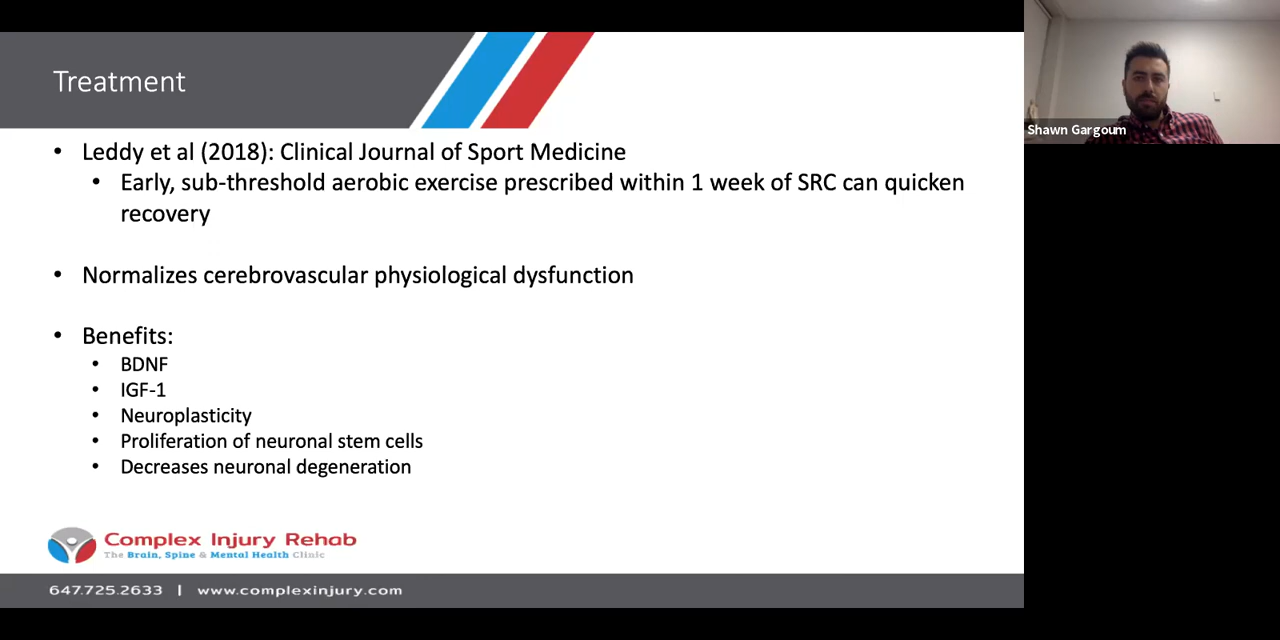 Treatment
• Leddy et al (2018): Clinical Journal of Sport Medicine
• Early, sub-threshold aerobic exercise prescribed within 1 week of SRC can quicken
recovery
• Normalizes cerebrovascular physiological dysfunction
• Benefits:
• BDNF
• IGF-1
• Neuroplasticity
• Proliferation of neuronal stem cells
• Decreases neuronal degeneration
Complex Injury Rehab
The Brain, Spine & Mental Health Clinic
647.725.2633 | www.complexinjury.com
Shawn Gargoum